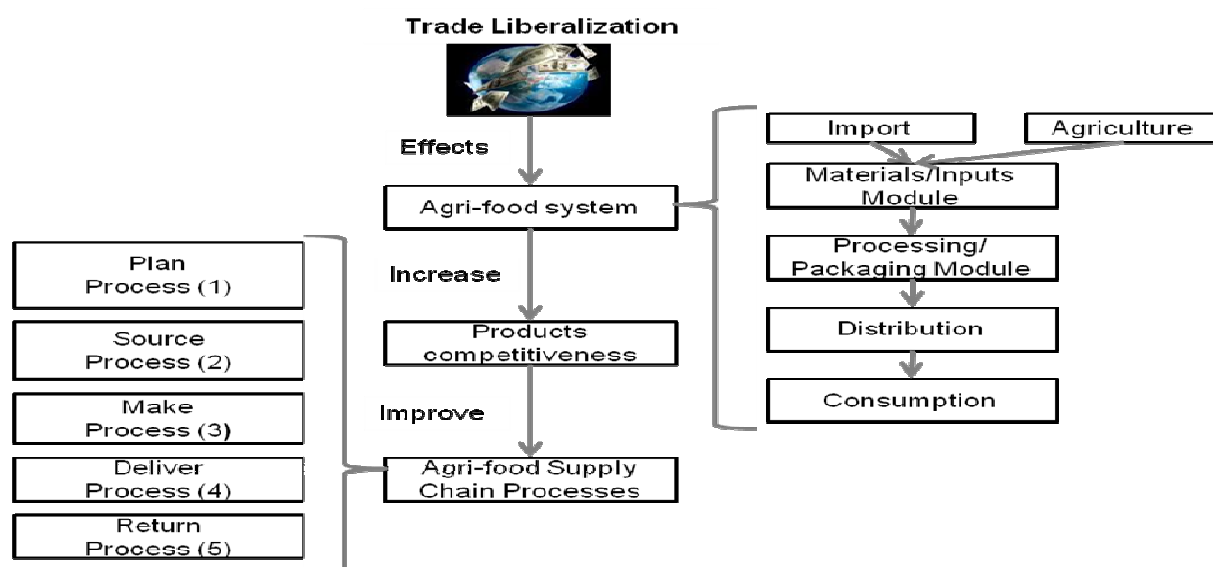 Trade Liberalization
Effects
Agri-food system
Increase
Products
competitiveness
Improve
Agri-food Supply
Chain Processes
Import
Agriculture
Materials/Inputs
Module
Processing/
Packaging Module
Distribution
Consumption
Plan
Process (1)
Source
Process (2)
Make
Process (3)
Deliver
Process (4)
Return
Process (5)